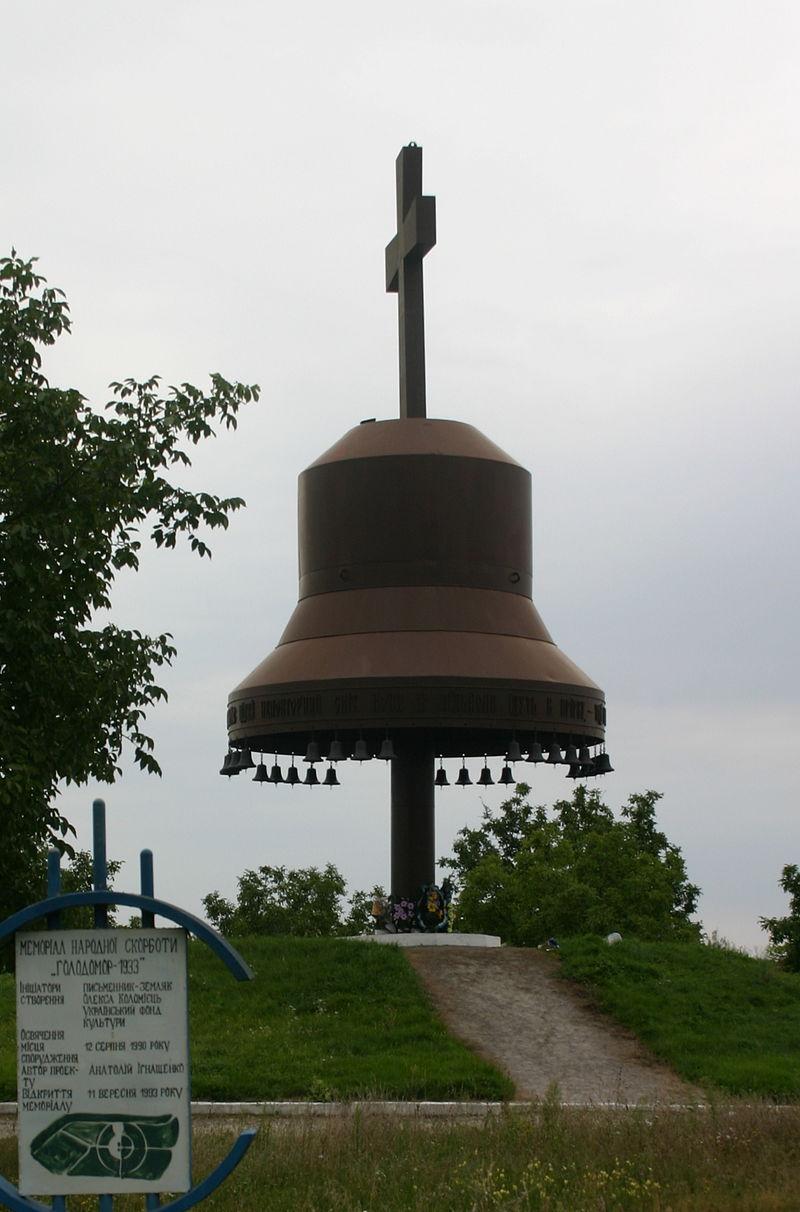 МЕМОРІАЛ НАРОДНОЇ СКОРБОТИ
„ГОЛОДОМОР-1933”
ІНІЦІАТОРИ ПИСЬМЕННИК-ЗЕМЛЯК
СТВОРЕННЯ ОЛЕКСА КОЛОМІЄЦЬ
УКРАЇНСЬКИЙ ФОНД
КУЛЬТУРИ
ОСВЯЧЕННЯ
МІСЦЯ 12 СЕРПНЯ 1990 РОКУ
СПОРУДЖЕННЯ
АВТОР ПРОЕК- АНАТОЛІЙ ІГНАЩЕНКО
ТУ
ВІДКРИТТЯ 11 ВЕРЕСНЯ 1993 РОКУ
МЕМОРІАЛУ